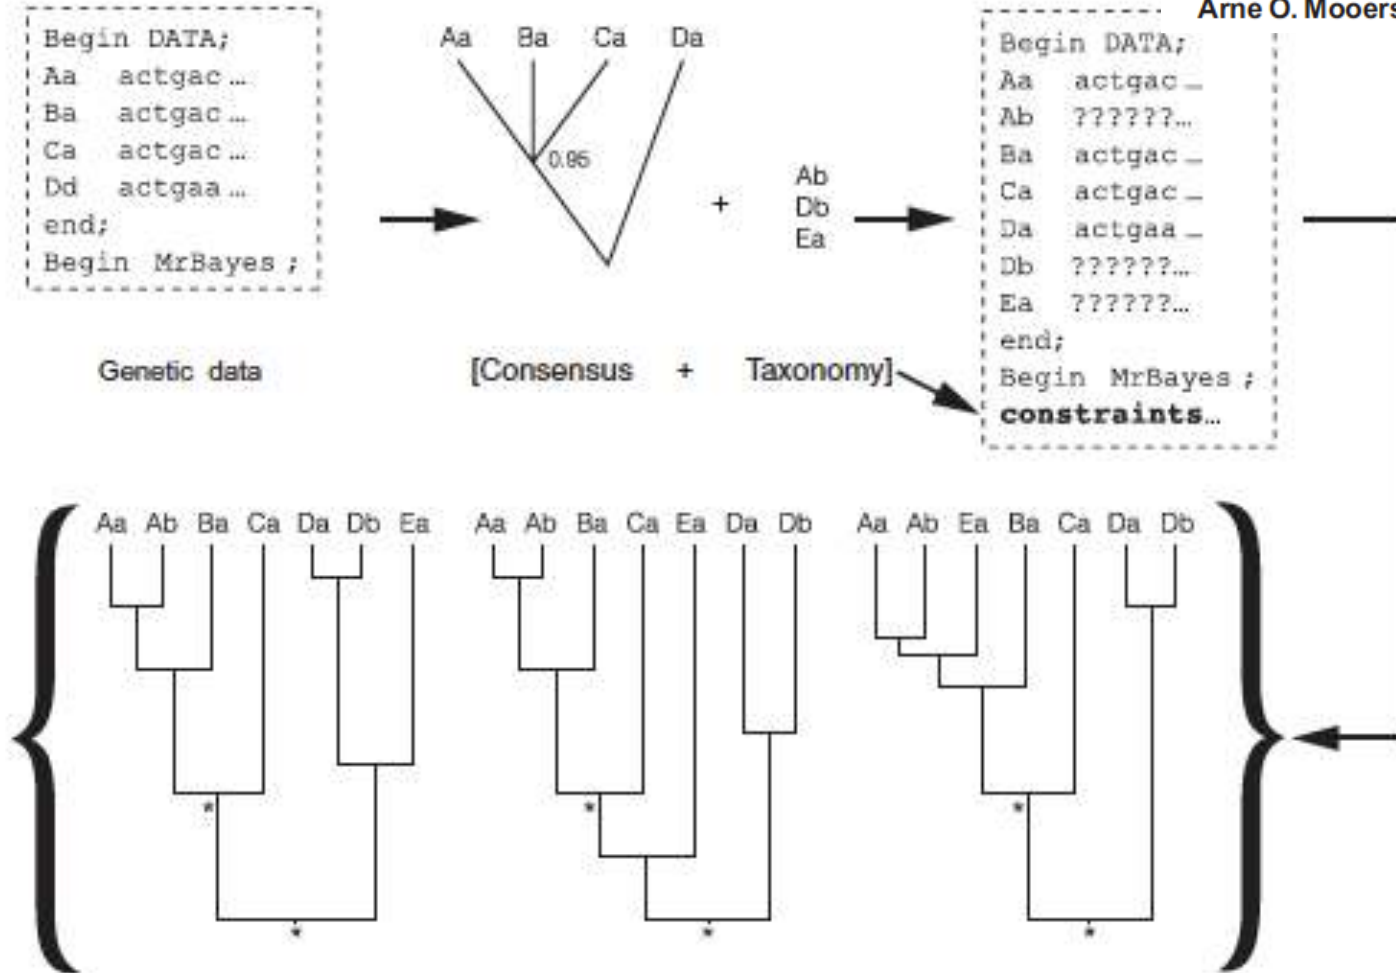 Arne O. Mooers
Begin DATA;
Aa actgac…
Ba actgac…
Ca actgac…
Dd actgaa…
end;
Begin MrBayes ;
Genetic data
Aa Ba Ca Da
0.95
+
Ab
Db
Ea
[Consensus + Taxonomy]
Begin DATA;
Aa actgac…
Ab ??????…
Ba actgac…
Ca actgac…
Da actgaa…
Db ??????…
Ea ??????…
end;
Begin MrBayes ;
constraints…
Aa Ab Ba Ca Da Db Ea
*
*
Aa Ab Ba Ca Ea Da Db
*
*
Aa Ab Ea Ba Ca Da Db
*
*